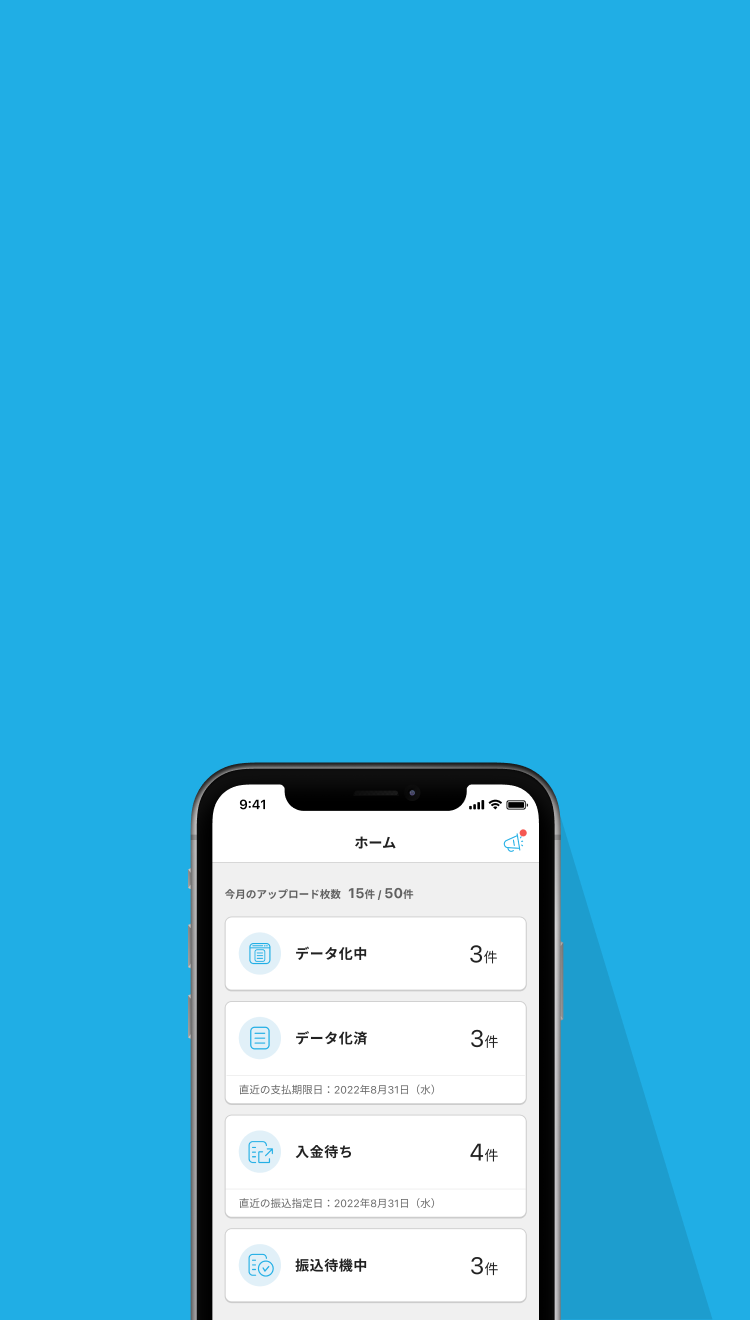 9:41
ホーム
今月のアップロード枚数 15件 / 50件
データ化中 3件
データ化済 3件
直近の支払期限日：2022年8月31日（水）
入金待ち 4件
直近の振込指定日：2022年8月31日（水）
振込待機中 3件